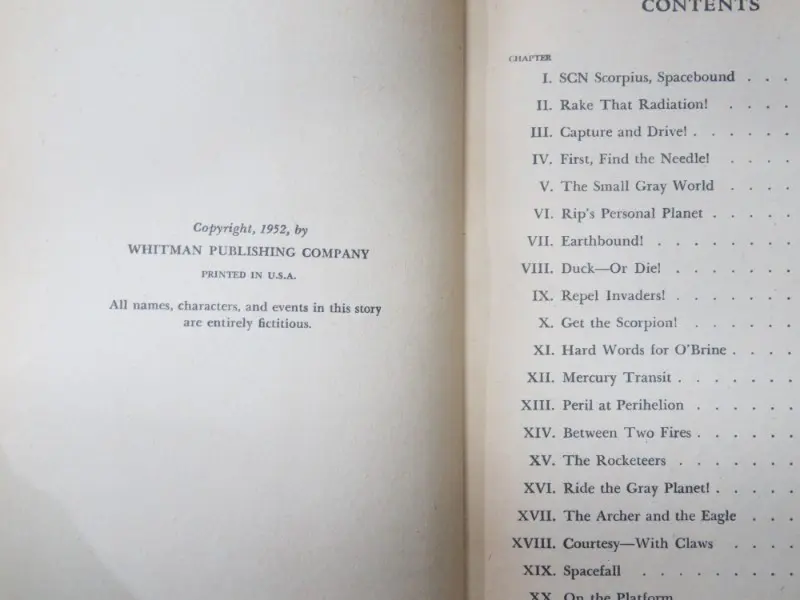 Copyright, 1952, by
WHITMAN PUBLISHING COMPANY
PRINTED IN U.S.A.
All names, characters, and events in this story
are entirely fictitious.
CONTENTS
CHAPTER
I. SCN Scorpius, Spacebound . . .
II. Rake That Radiation! . . . .
III. Capture and Drive! . . . . . .
IV. First, Find the Needle! . . . .
V. The Small Gray World . . . .
VI. Rip's Personal Planet . . . . .
VII. Earthbound! . . . . . . . .
VIII. Duck—Or Die! . . . . . . .
IX. Repel Invaders! . . . . . . .
X. Get the Scorpion! . . . . . .
XI. Hard Words for O'Brine . . . .
XII. Mercury Transit . . . . . . .
XIII. Peril at Perihelion . . . . . .
XIV. Between Two Fires . . . . . .
XV. The Rocketeers . . . . . . .
XVI. Ride the Gray Planet! . . . . .
XVII. The Archer and the Eagle . . .
XVIII. Courtesy—With Claws . . . .
XIX. Spacefall . . . . . . . . .
XX. On the Platform